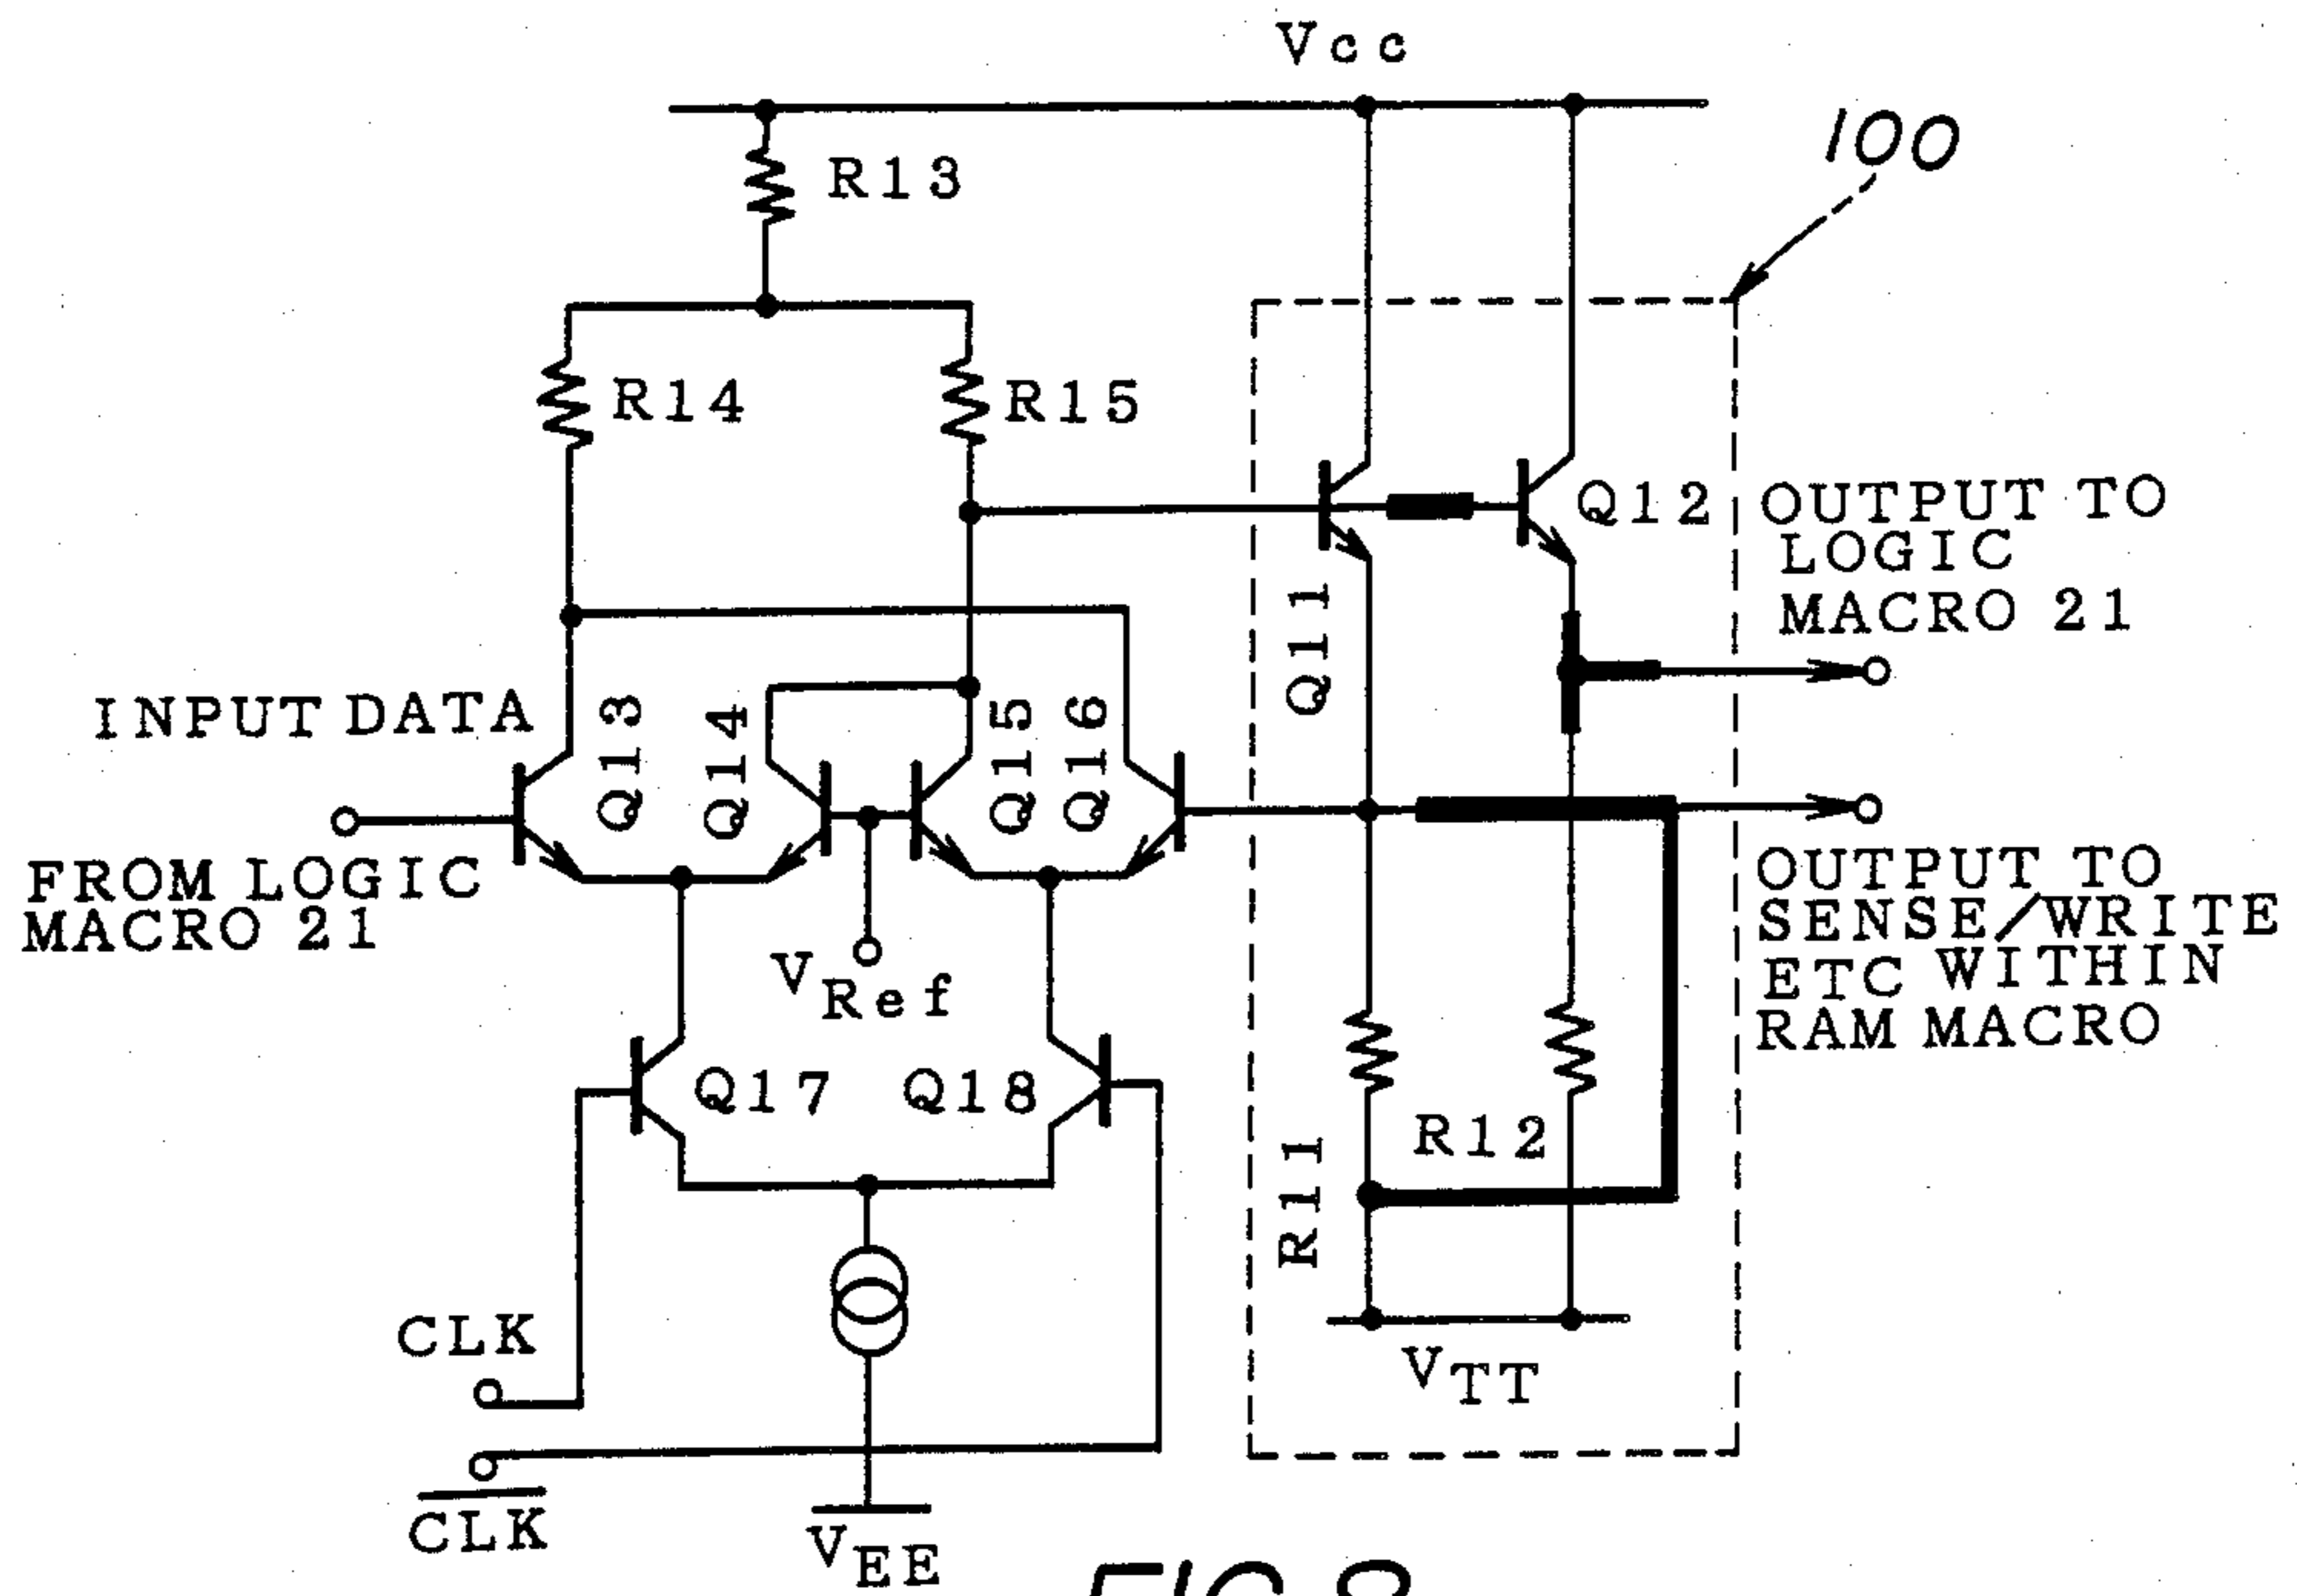 Vcc
100
R13
R14
R15
Q12
OUTPUT TO
LOGIC
MACRO 21
Q11
INPUT DATA
Q13
Q14
Q15
Q16
FROM LOGIC
MACRO 21
VRef
OUTPUT TO
SENSE/WRITE
ETC WITHIN
RAM MACRO
Q17
Q18
R12
R11
CLK
VTT
CLK
VEE
FIG.8